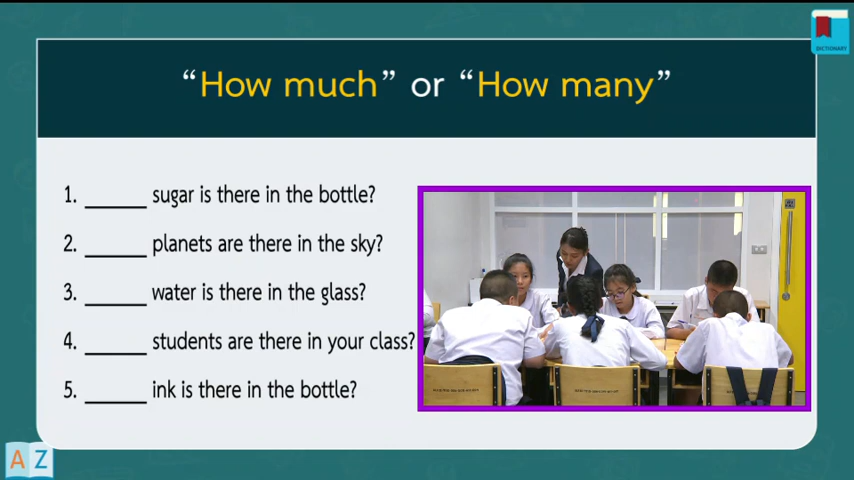 “How much” or “How many”
1. ______ sugar is there in the bottle?
2. ______ planets are there in the sky?
3. ______ water is there in the glass?
4. ______ students are there in your class?
5. ______ ink is there in the bottle?
DICTIONARY
A Z